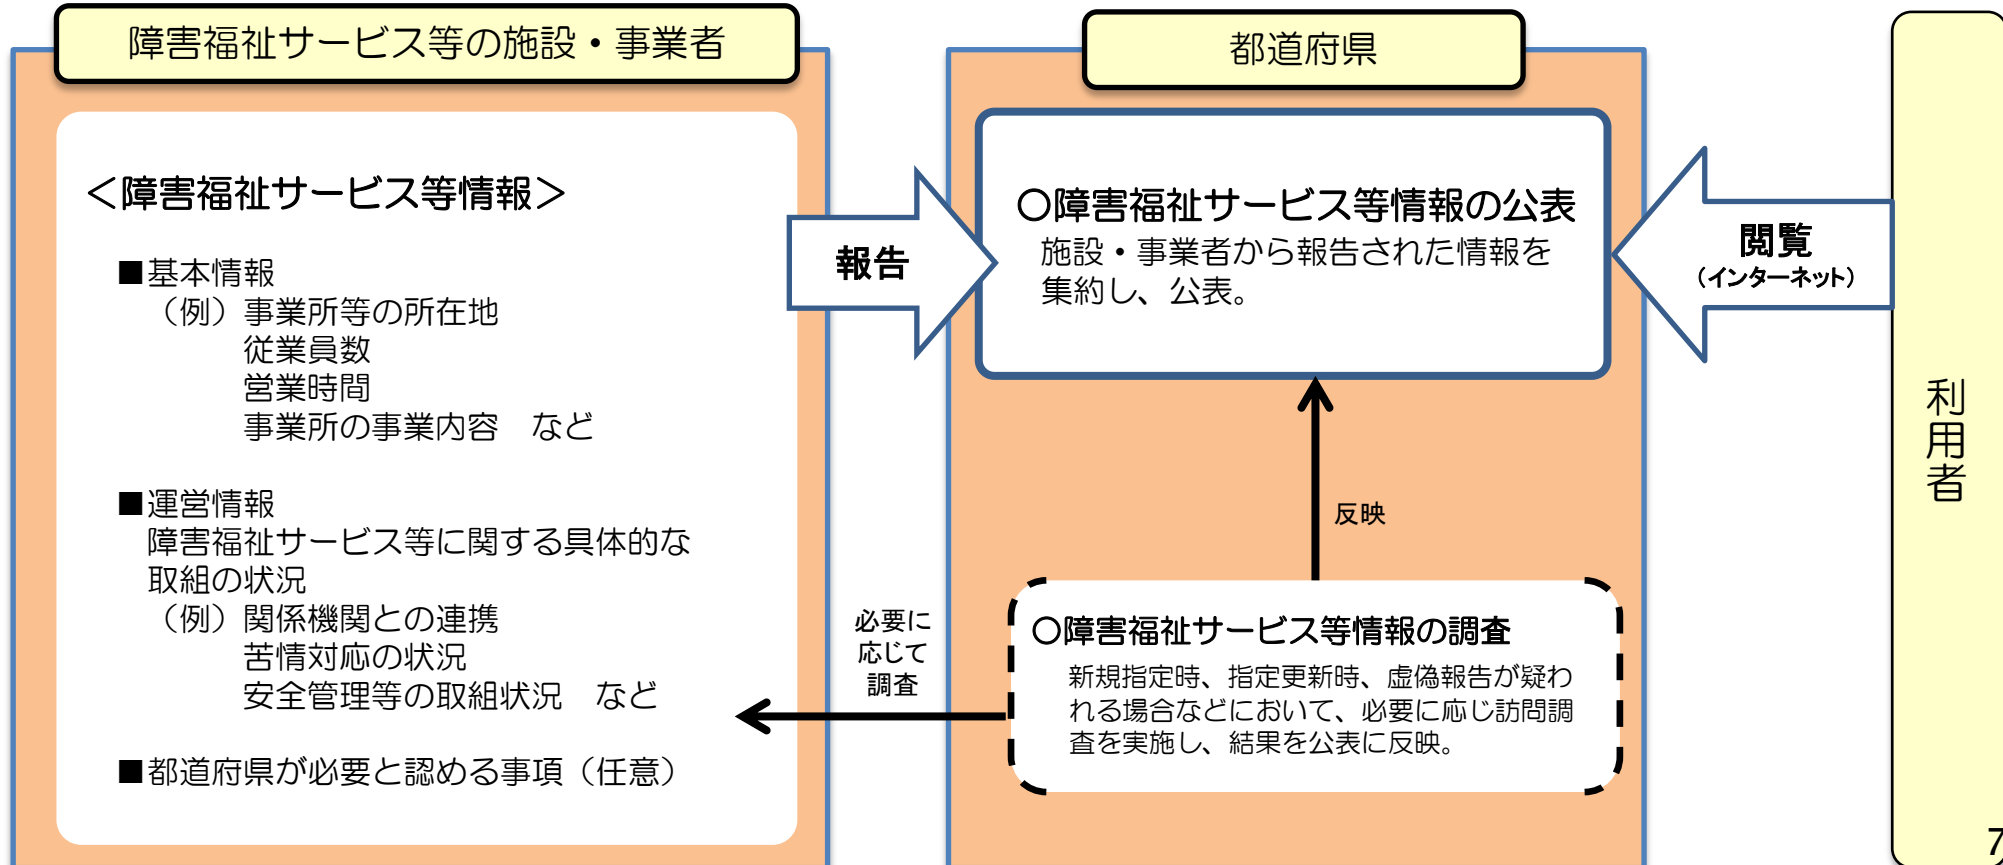 障害福祉サービス等の施設・事業者
＜障害福祉サービス等情報＞
■基本情報
（例）事業所等の所在地
従業員数
営業時間
事業所の事業内容　など
■運営情報
障害福祉サービス等に関する具体的な
取組の状況
（例）関係機関との連携
苦情対応の状況
安全管理等の取組状況　など
■都道府県が必要と認める事項（任意）
報告
必要に
応じて
調査
都道府県
○障害福祉サービス等情報の公表
施設・事業者から報告された情報を
集約し、公表。
反映
○障害福祉サービス等情報の調査
新規指定時、指定更新時、虚偽報告が疑わ
れる場合などにおいて、必要に応じ訪問調
査を実施し、結果を公表に反映。
閲覧
（インターネット）
利用者
7